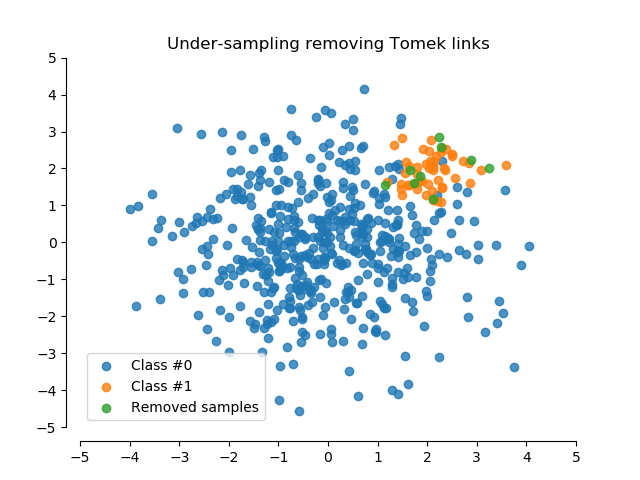 Under-sampling removing Tomek links
5
4
3
2
1
0
−1
−2
−3
−4
−5
Class #0
Class #1
Removed samples
−5 −4 −3 −2 −1 0 1 2 3 4 5